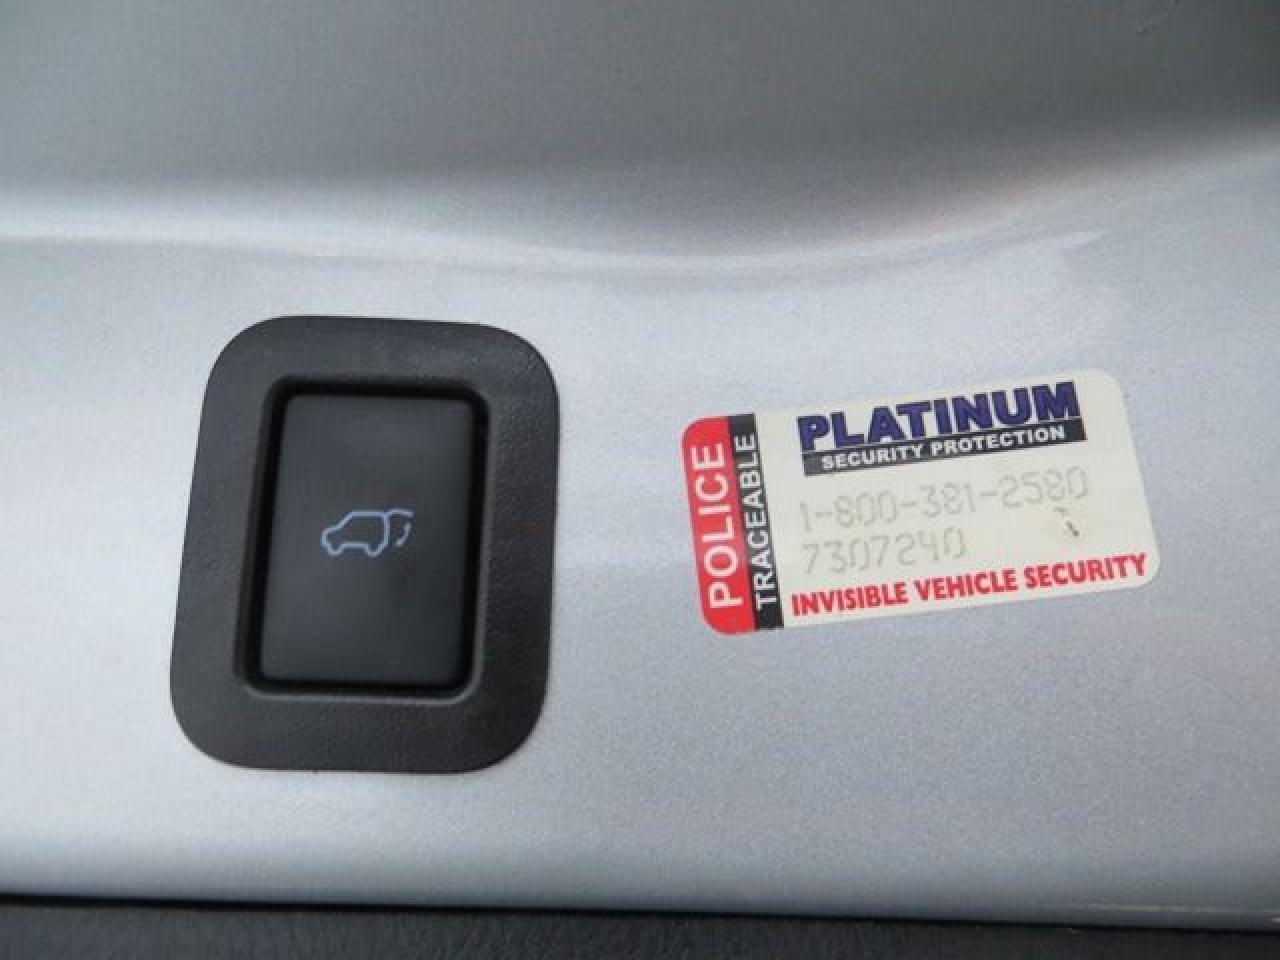 POLICE
TRACEABLE
PLATINUM
SECURITY PROTECTION
1-800-381-2580
7307240
INVISIBLE VEHICLE SECURITY